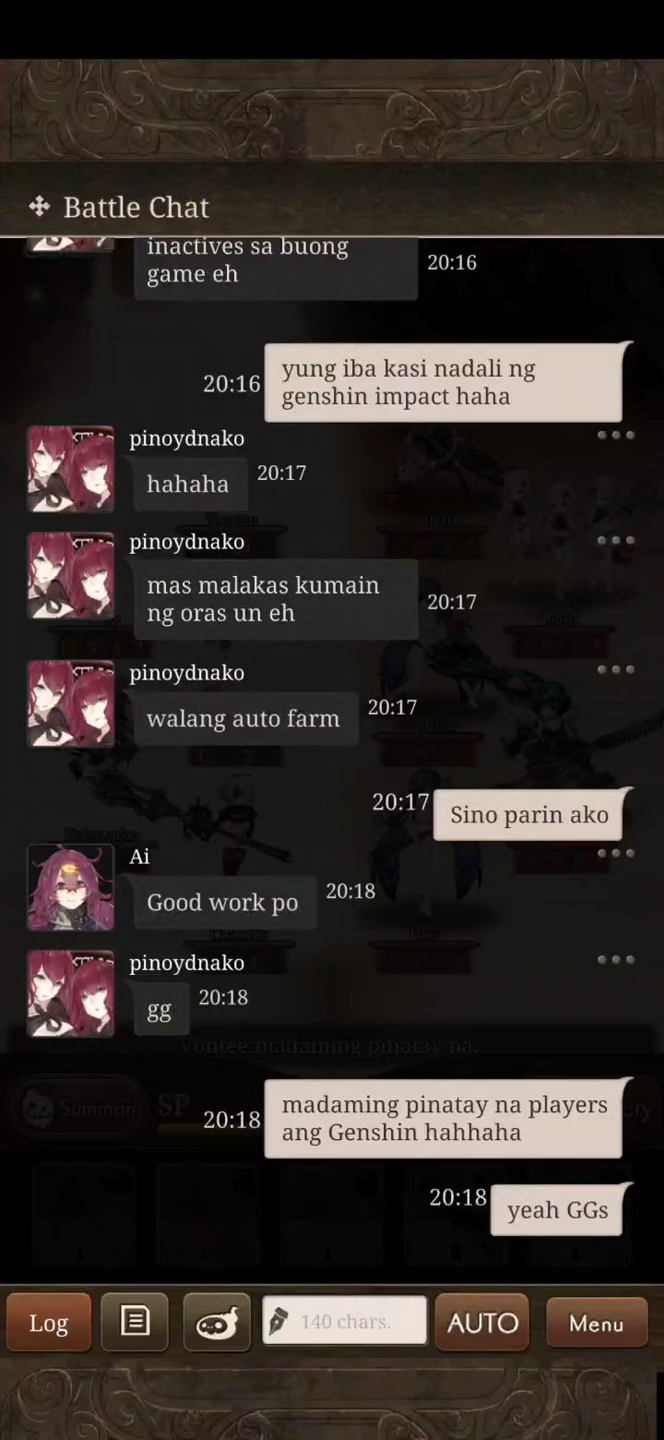 Battle Chat
inactives sa buong
game eh
20:16
20:16
yung iba kasi nadali ng
genshin impact haha
pinoydnako
hahaha
20:17
pinoydnako
mas malakas kumain
ng oras un eh
20:17
pinoydnako
walang auto farm
20:17
20:17
Sino parin ako
Ai
Good work po
20:18
pinoydnako
gg
20:18
Vontee:madaming pinatay na..
Summon
SP
20:18
madaming pinatay na players
ang Genshin hahhaha
20:18
yeah GGs
Log
140 chars.
AUTO
Menu